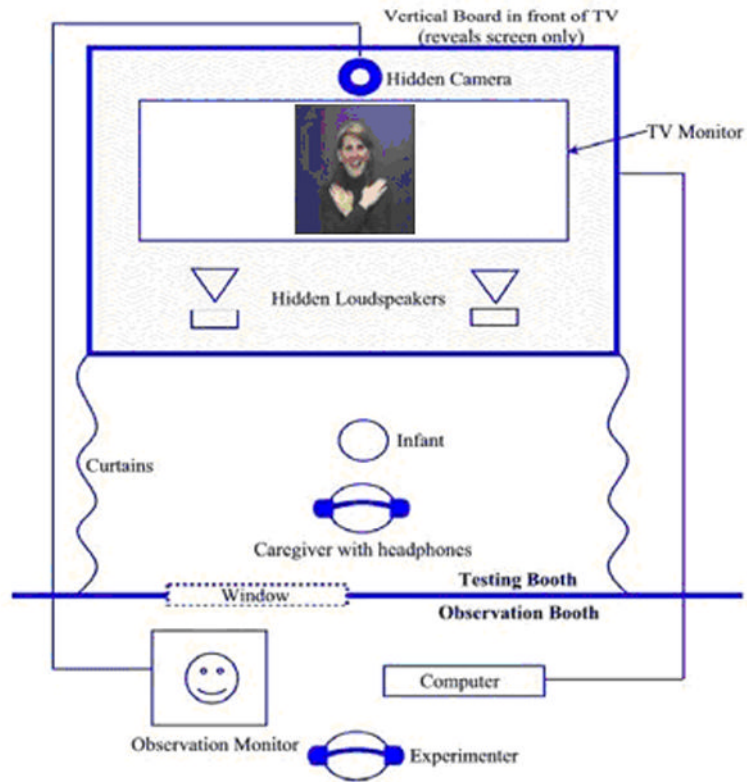 Vertical Board in front of TV
(reveals screen only)
Hidden Camera
TV Monitor
Hidden Loudspeakers
Infant
Curtains
Caregiver with headphones
Testing Booth
Window
Observation Booth
Computer
Observation Monitor
Experimenter